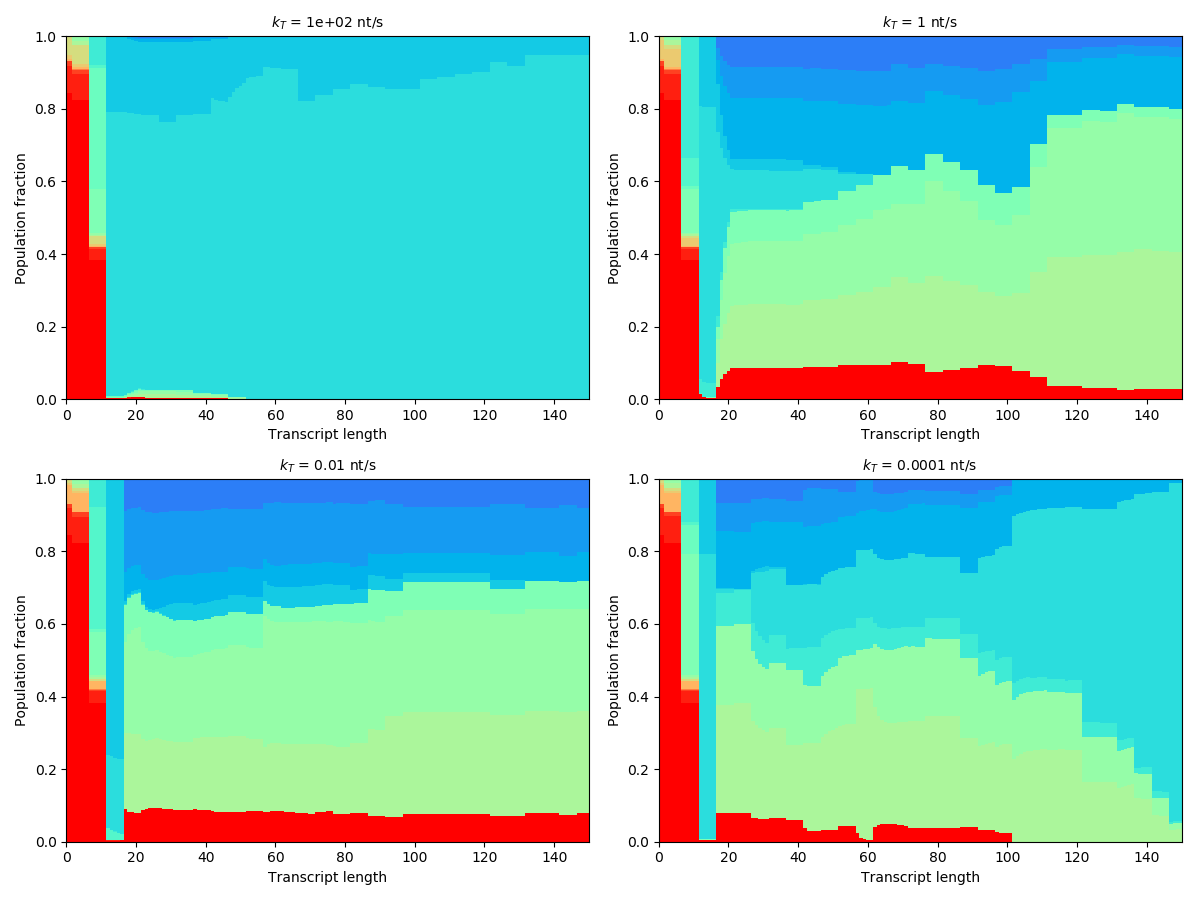 k_T = 1e+02 nt/s
1.0
0.8
0.6
0.4
0.2
0.0
Population fraction
0 20 40 60 80 100 120 140
Transcript length
k_T = 1 nt/s
1.0
0.8
0.6
0.4
0.2
0.0
Population fraction
0 20 40 60 80 100 120 140
Transcript length
k_T = 0.01 nt/s
1.0
0.8
0.6
0.4
0.2
0.0
Population fraction
0 20 40 60 80 100 120 140
Transcript length
k_T = 0.0001 nt/s
1.0
0.8
0.6
0.4
0.2
0.0
Population fraction
0 20 40 60 80 100 120 140
Transcript length